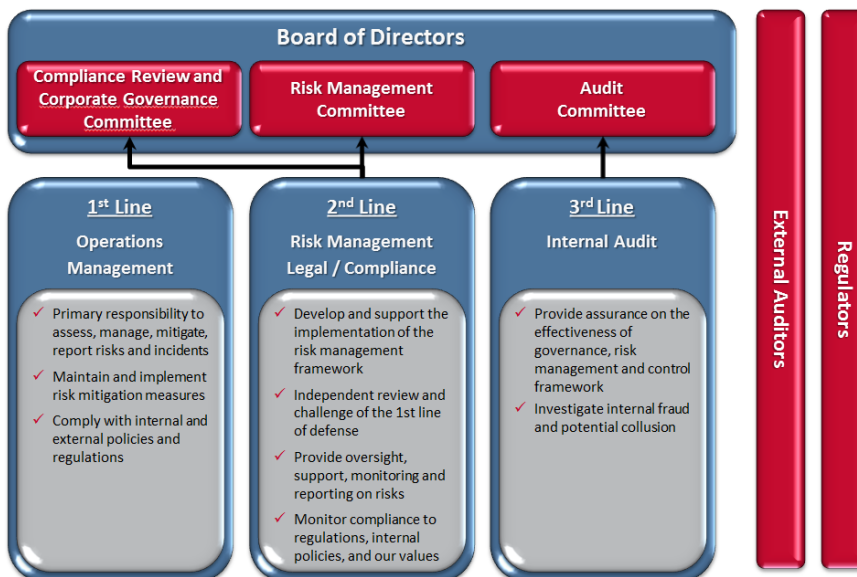 Board of Directors
Compliance Review and
Corporate Governance
Committee
Risk Management
Committee
Audit
Committee
1st Line
Operations
Management
Primary responsibility to
assess, manage, mitigate,
report risks and incidents
Maintain and implement
risk mitigation measures
Comply with internal and
external policies and
regulations
2nd Line
Risk Management
Legal / Compliance
Develop and support the
implementation of the
risk management
framework
Independent review and
challenge of the 1st line
of defense
Provide oversight,
support, monitoring and
reporting on risks
Monitor compliance to
regulations, internal
policies, and our values
3rd Line
Internal Audit
Provide assurance on the
effectiveness of
governance, risk
management and control
framework
Investigate internal fraud
and potential collusion
External Auditors
Regulators